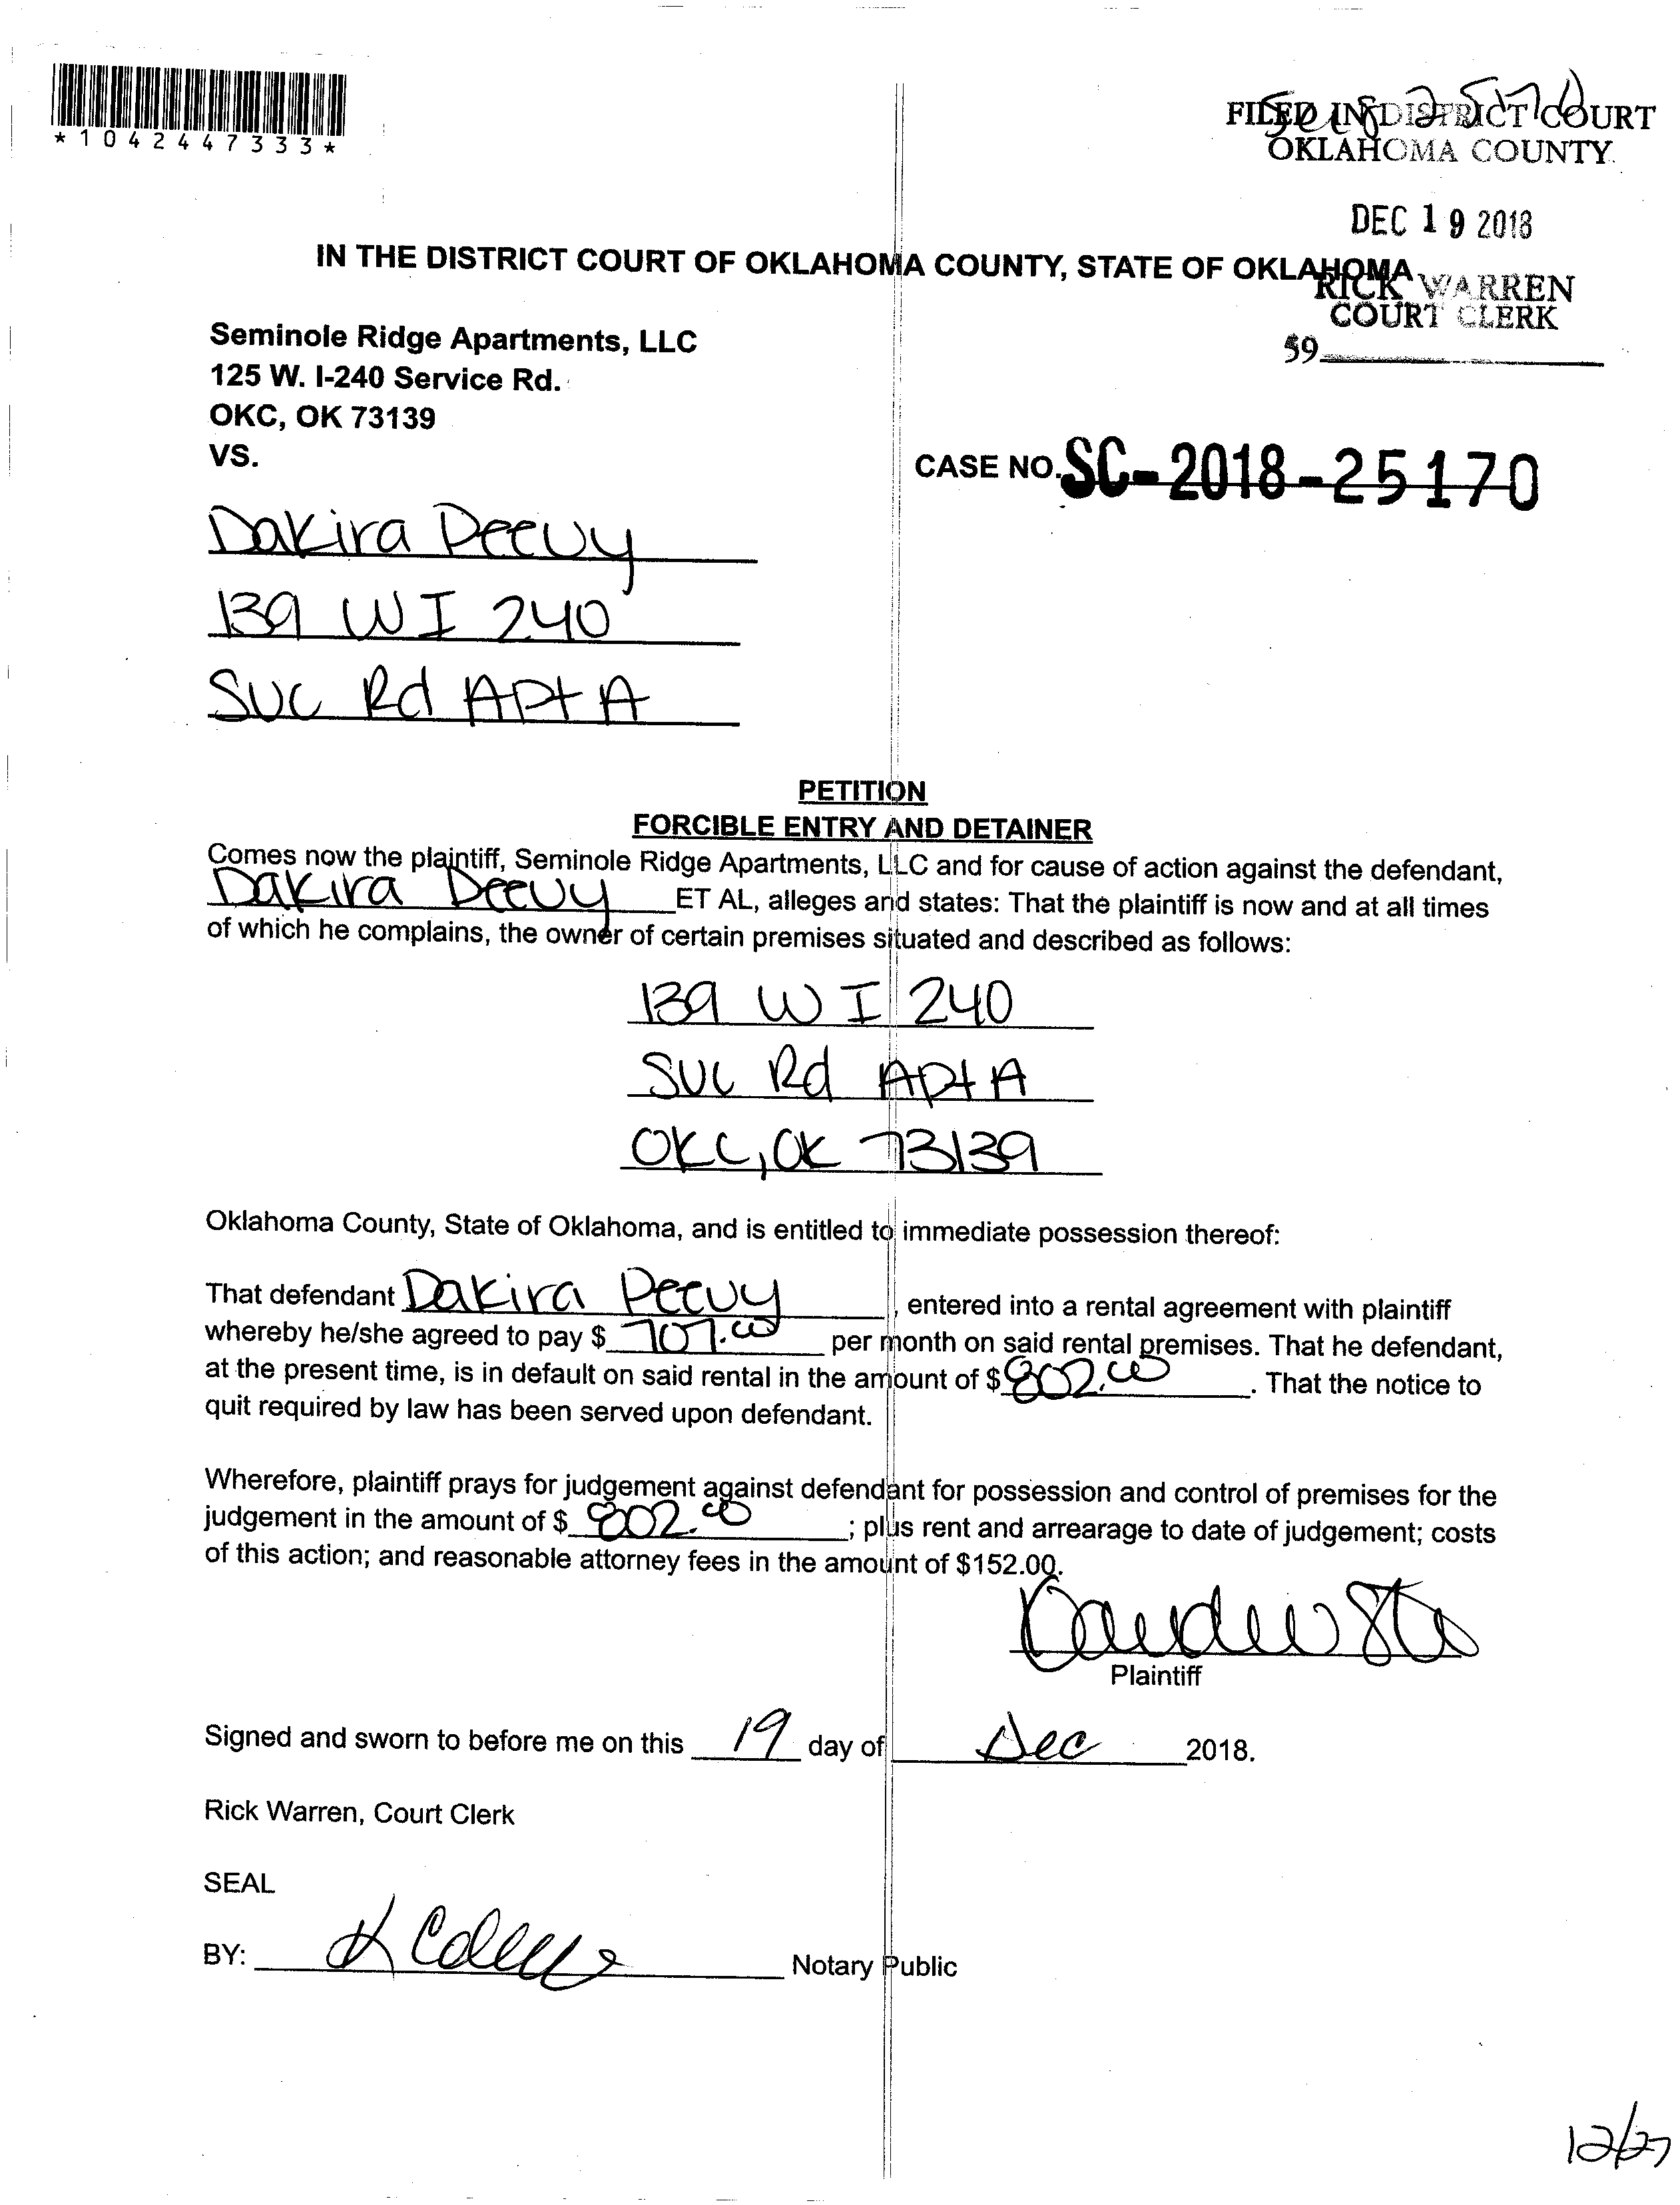 *1042447333*
FILED IN DISTRICT COURT
OKLAHOMA COUNTY
DEC 19 2018
IN THE DISTRICT COURT OF OKLAHOMA COUNTY, STATE OF OKLAHOMA
RICK WARREN
COURT CLERK
59
Seminole Ridge Apartments, LLC
125 W. I-240 Service Rd.
OKC, OK 73139
VS.
CASE NO. SC-2018-25170
Dakira Peevy
139 W I 240
SVC Rd APt A
PETITION
FORCIBLE ENTRY AND DETAINER
Comes now the plaintiff, Seminole Ridge Apartments, LLC and for cause of action against the defendant,
Dakira Peevy ET AL, alleges and states: That the plaintiff is now and at all times
of which he complains, the owner of certain premises situated and described as follows:
139 W I 240
SVC Rd APt A
OKC, OK 73139
Oklahoma County, State of Oklahoma, and is entitled to immediate possession thereof:
That defendant Dakira Peevy, entered into a rental agreement with plaintiff
whereby he/she agreed to pay $ 707.00 per month on said rental premises. That he defendant,
at the present time, is in default on said rental in the amount of $ 802.00. That the notice to
quit required by law has been served upon defendant.
Wherefore, plaintiff prays for judgement against defendant for possession and control of premises for the
judgement in the amount of $ 802.00; plus rent and arrearage to date of judgement; costs
of this action; and reasonable attorney fees in the amount of $152.00.
Plaintiff
Signed and sworn to before me on this 19 day of Dec 2018.
Rick Warren, Court Clerk
SEAL
BY: Notary Public
12/27